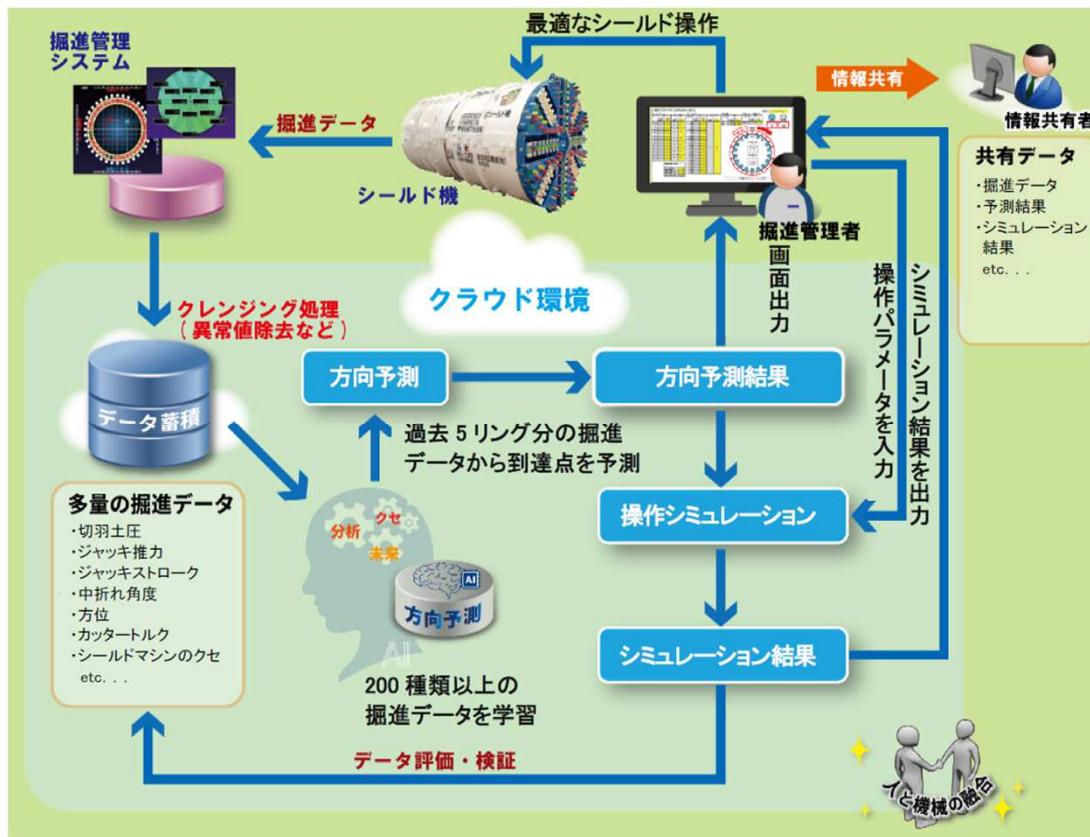 最適なシールド操作
掘進管理
システム
情報共有
情報共有者
掘進データ
シールド機
共有データ
・掘進データ
・予測結果
・シミュレーション
結果
etc. . .
掘進管理者
画面出力
操作パラメータを入力
シミュレーション結果を出力
クラウド環境
クレンジング処理
( 異常値除去など )
データ蓄積
方向予測
方向予測結果
過去 5 リング分の掘進
データから到達点を予測
多量の掘進データ
・切羽土圧
・ジャッキ推力
・ジャッキストローク
・中折れ角度
・方位
・カッタートルク
・シールドマシンのクセ
etc. . .
分析
クセ
未来
AI
方向予測
AI
操作シミュレーション
シミュレーション結果
200 種類以上の
掘進データを学習
データ評価・検証
人と機械の融合